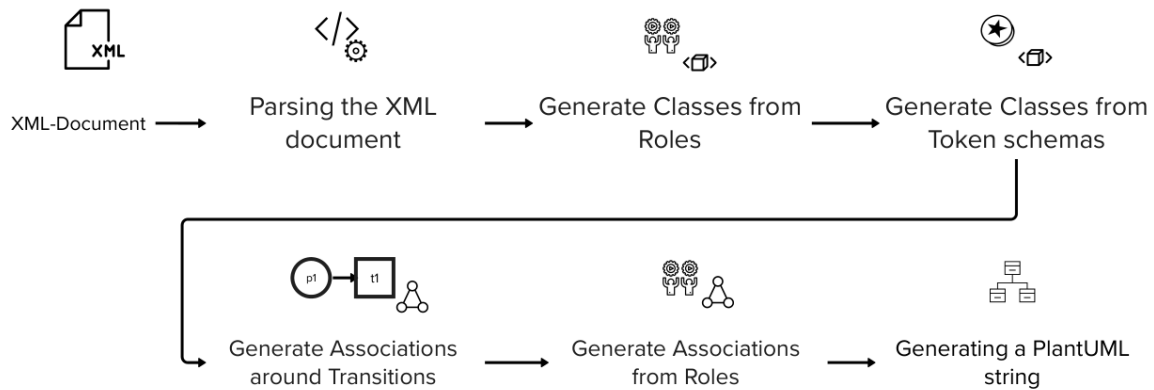 XML
XML-Document
Parsing the XML
document
Generate Classes from
Roles
Generate Classes from
Token schemas
p1
t1
Generate Associations
around Transitions
Generate Associations
from Roles
Generating a PlantUML
string